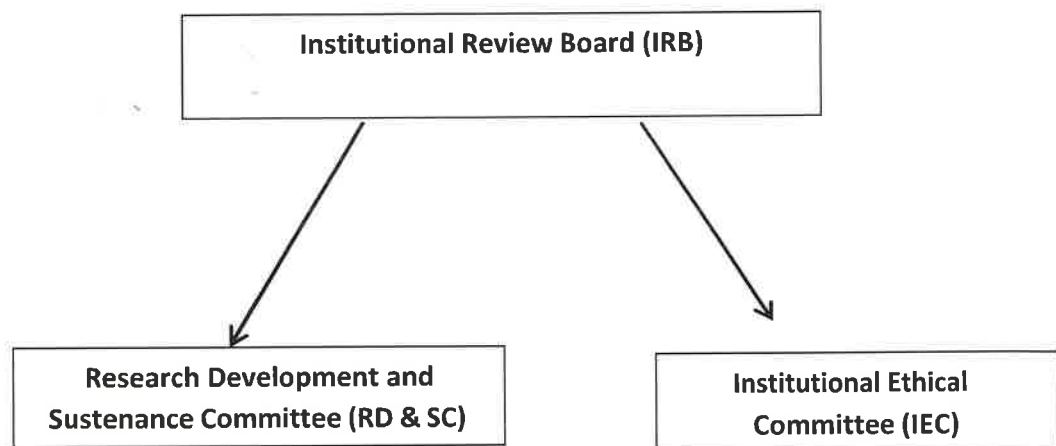 Institutional Review Board (IRB)
Research Development and
Sustenance Committee (RD & SC)
Institutional Ethical
Committee (IEC)